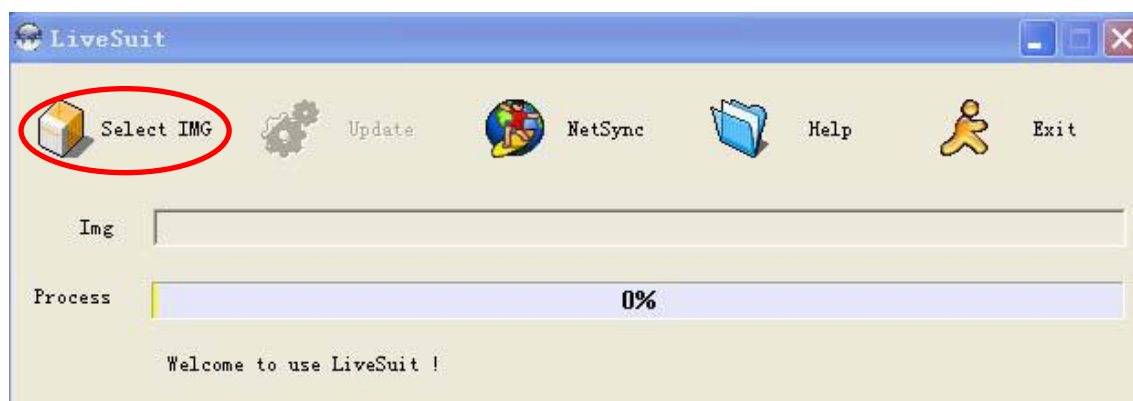 LiveSuit
Select IMG Update NetSync Help Exit
Img
Process 0%
Welcome to use LiveSuit !